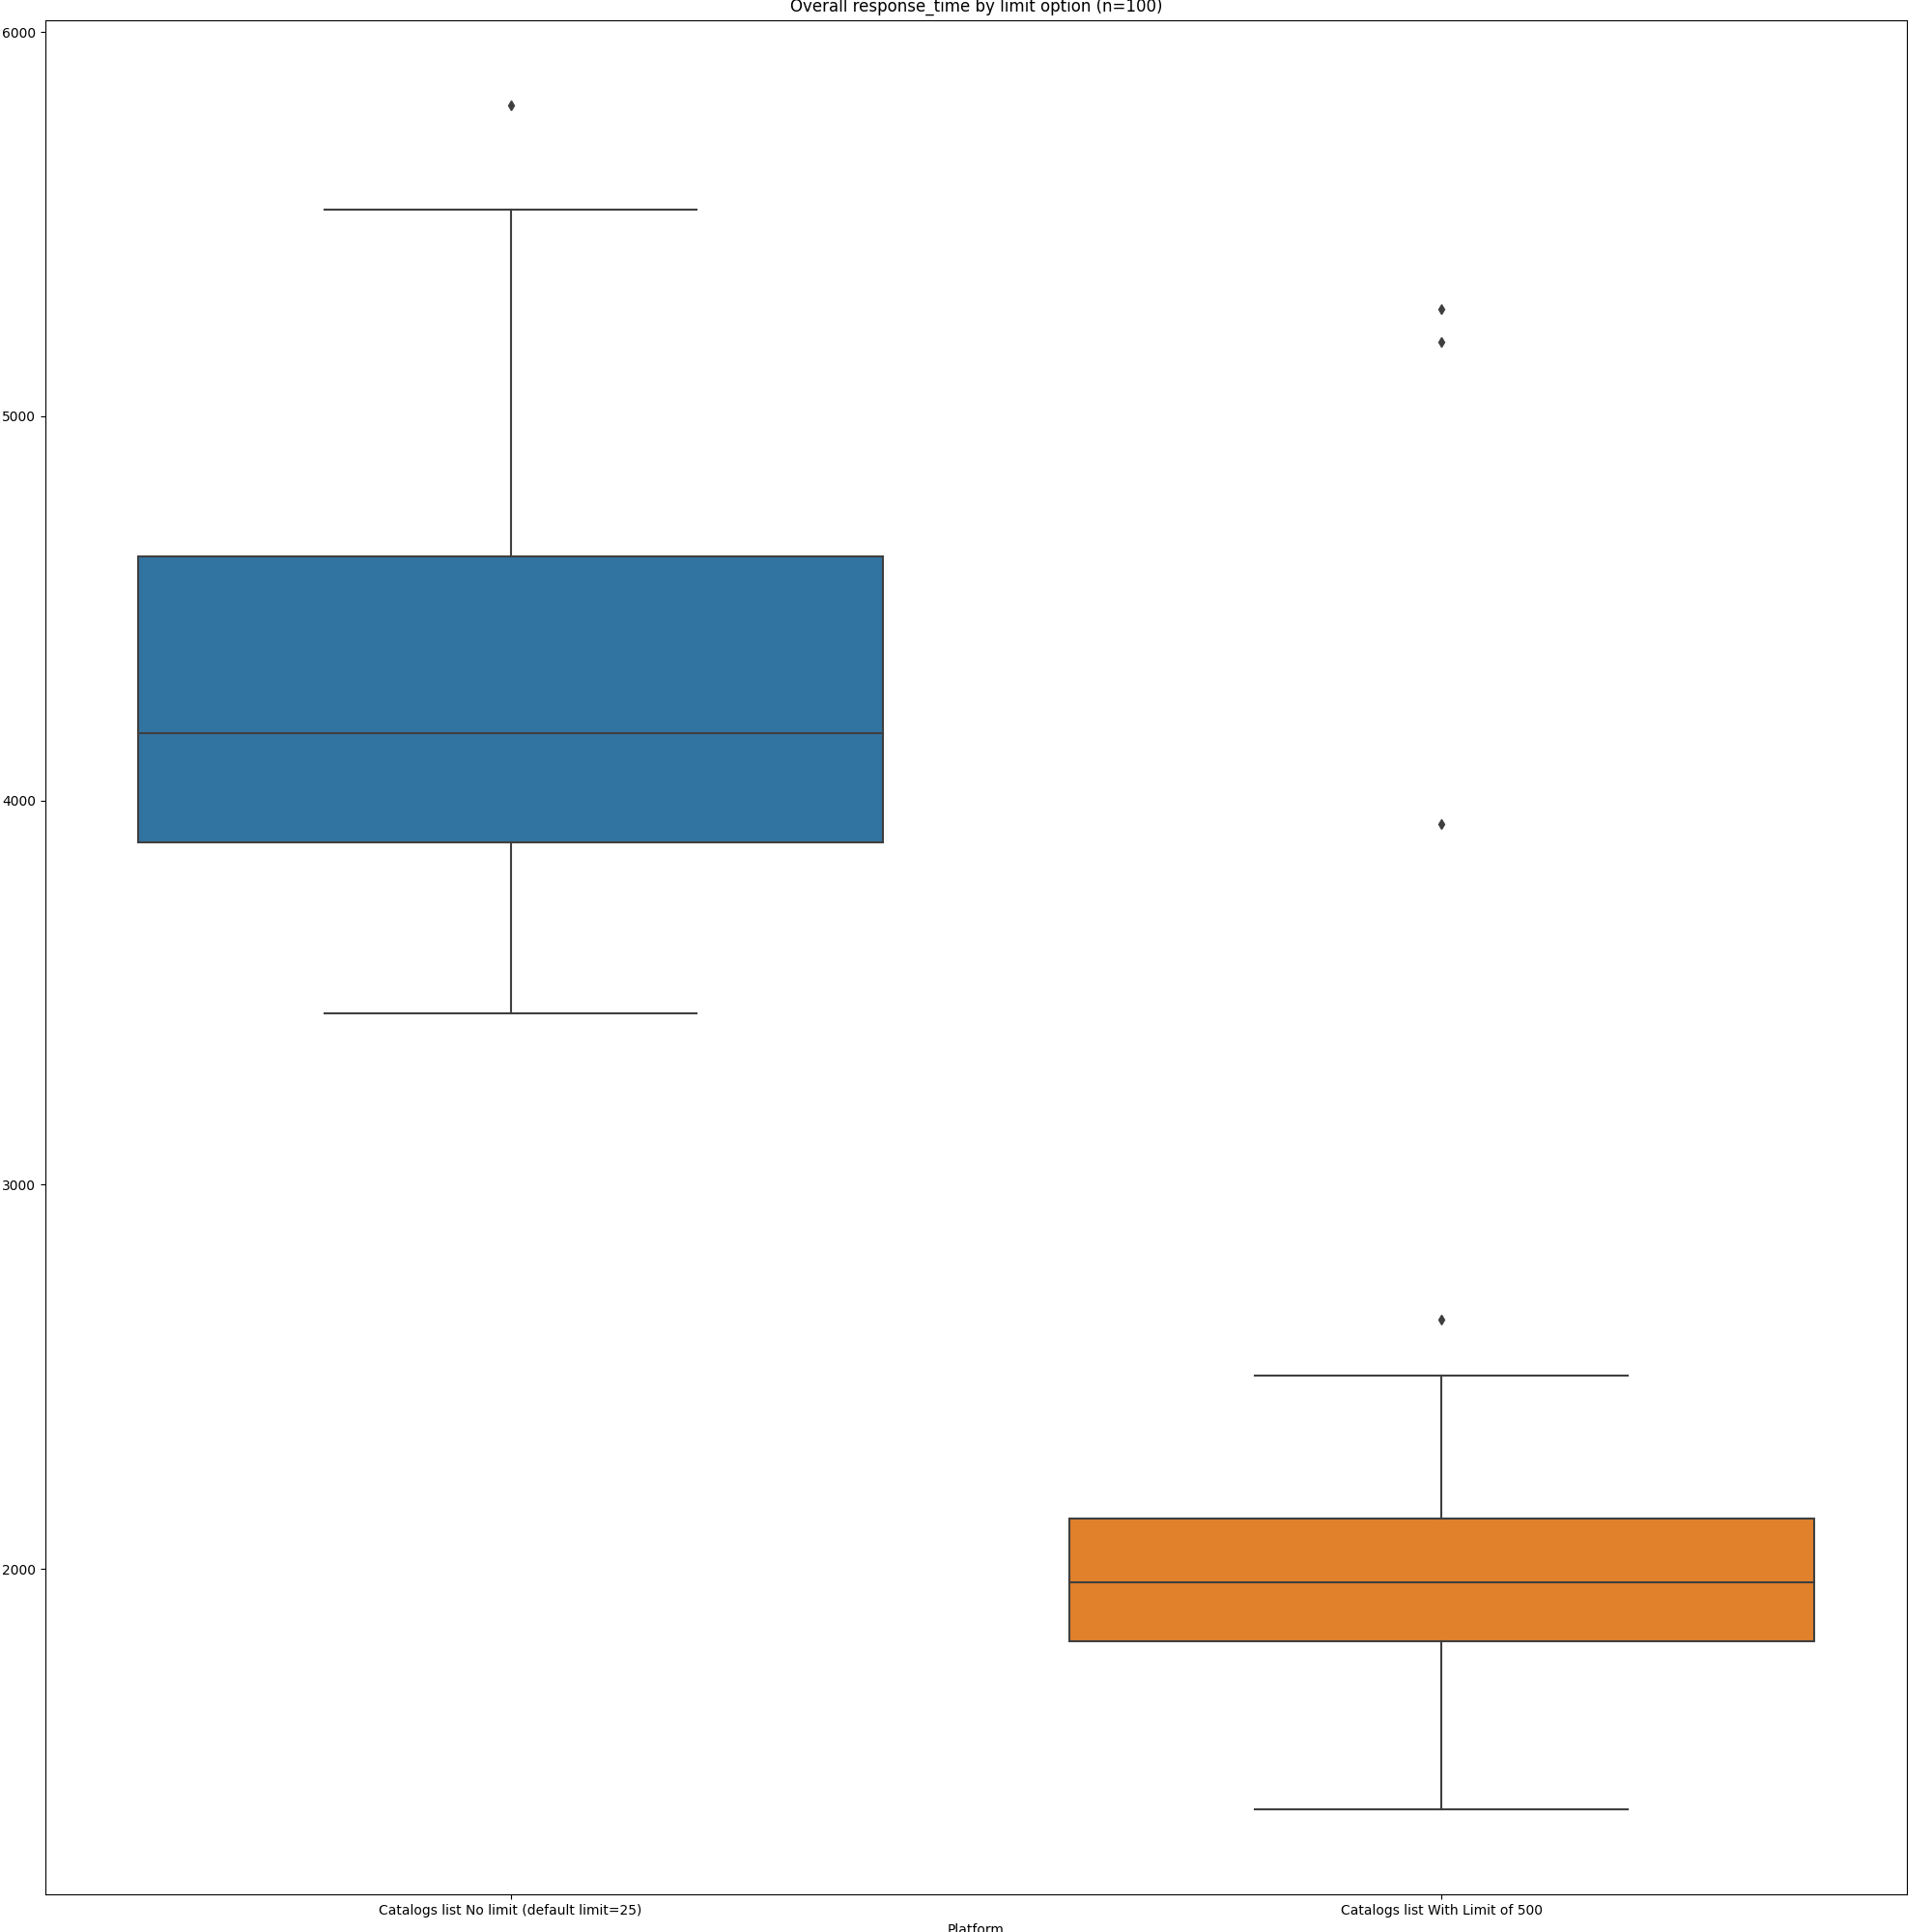 Overall response_time by limit option (n=100)
6000
5000
4000
3000
2000
Catalogs list No limit (default limit=25)
Catalogs list With Limit of 500
Platform